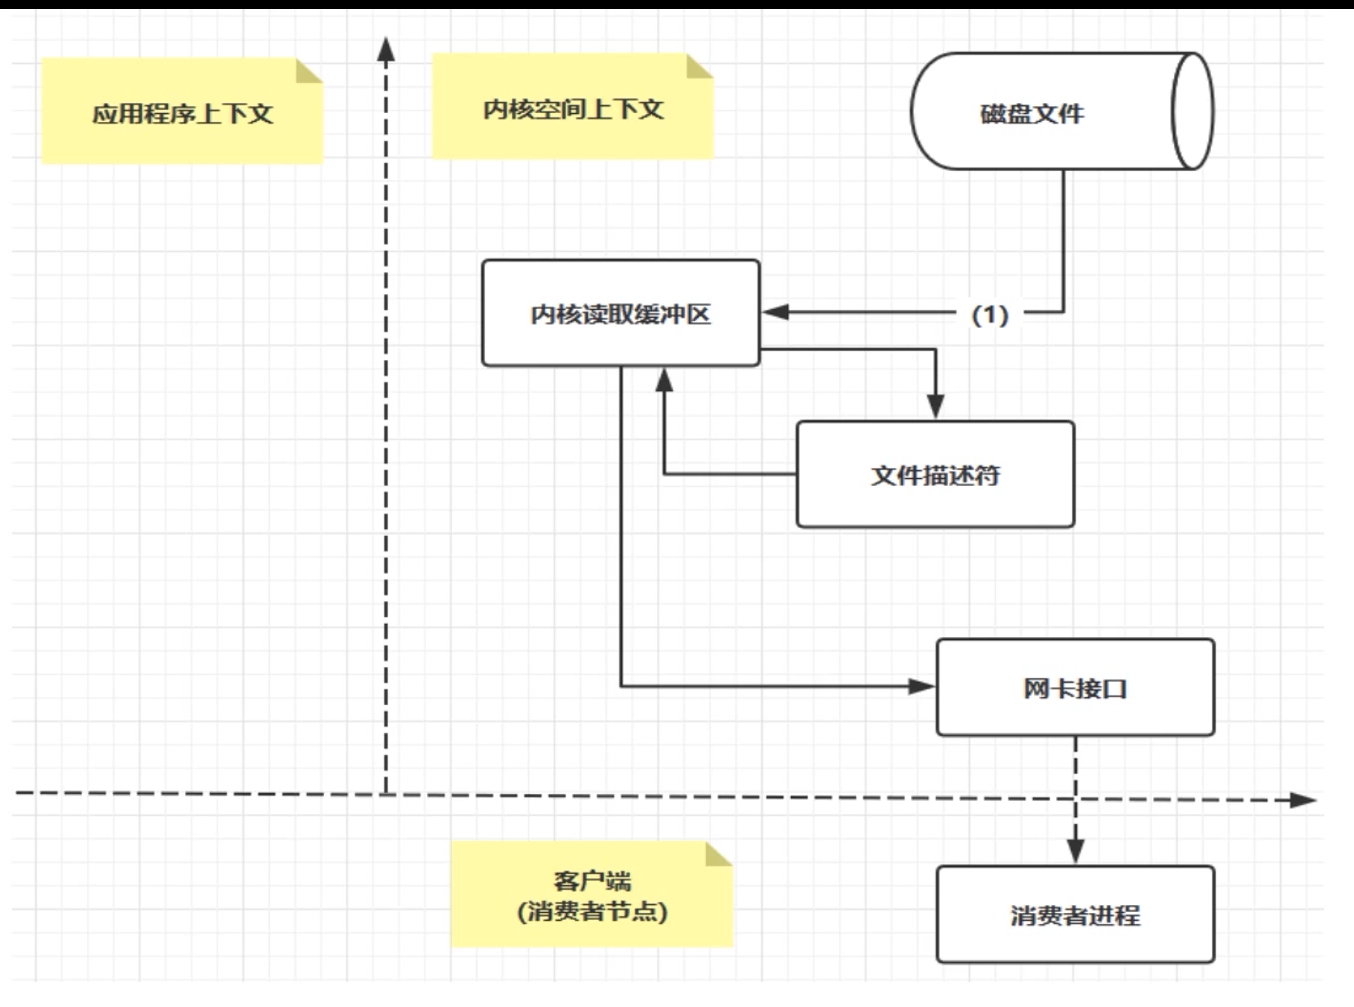 应用程序上下文
内核空间上下文
磁盘文件
内核读取缓冲区
(1)
文件描述符
网卡接口
客户端
(消费者节点)
消费者进程